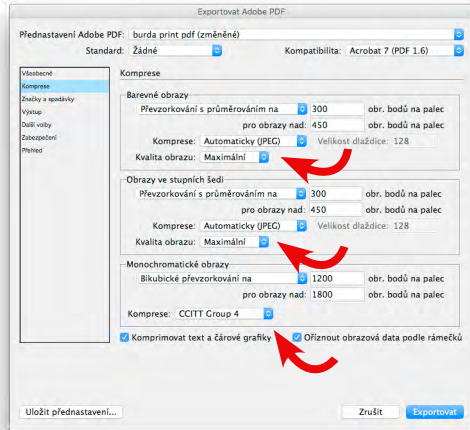 Exportovat Adobe PDF
Přednastavení Adobe PDF: burda print pdf (změněné)
Standard: Žádné Kompatibilita: Acrobat 7 (PDF 1.6)
Všeobecné
Komprese
Značky a spadávky
Výstup
Další volby
Zabezpečení
Přehled
Komprese
Barevné obrazy
Převzorkování s průměrováním na 300 obr. bodů na palec
pro obrazy nad: 450 obr. bodů na palec
Komprese: Automaticky (JPEG) Velikost dlaždice: 128
Kvalita obrazu: Maximální
Obrazy ve stupních šedi
Převzorkování s průměrováním na 300 obr. bodů na palec
pro obrazy nad: 450 obr. bodů na palec
Komprese: Automaticky (JPEG) Velikost dlaždice: 128
Kvalita obrazu: Maximální
Monochromatické obrazy
Bikubické převzorkování na 1200 obr. bodů na palec
pro obrazy nad: 1800 obr. bodů na palec
Komprese: CCITT Group 4
Komprimovat text a čárové grafiky Oříznout obrazová data podle rámečků
Uložit přednastavení... Zrušit Exportovat